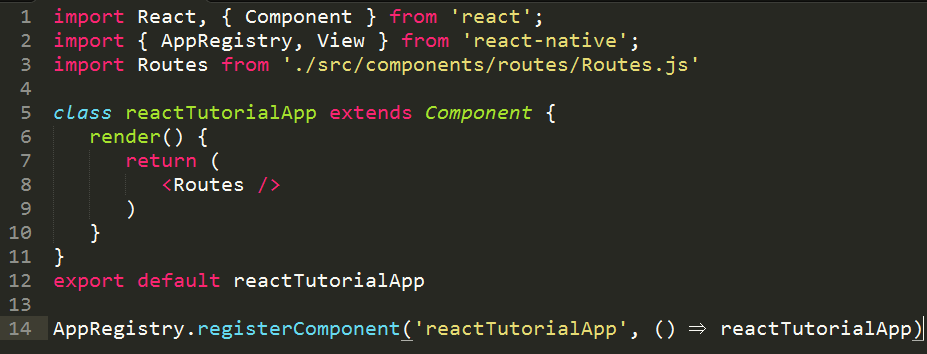 1 import React, { Component } from 'react';
2 import { AppRegistry, View } from 'react-native';
3 import Routes from './src/components/routes/Routes.js'
4
5 class reactTutorialApp extends Component {
6    render() {
7       return (
8          <Routes />
9       )
10    }
11 }
12 export default reactTutorialApp
13
14 AppRegistry.registerComponent('reactTutorialApp', () => reactTutorialApp)